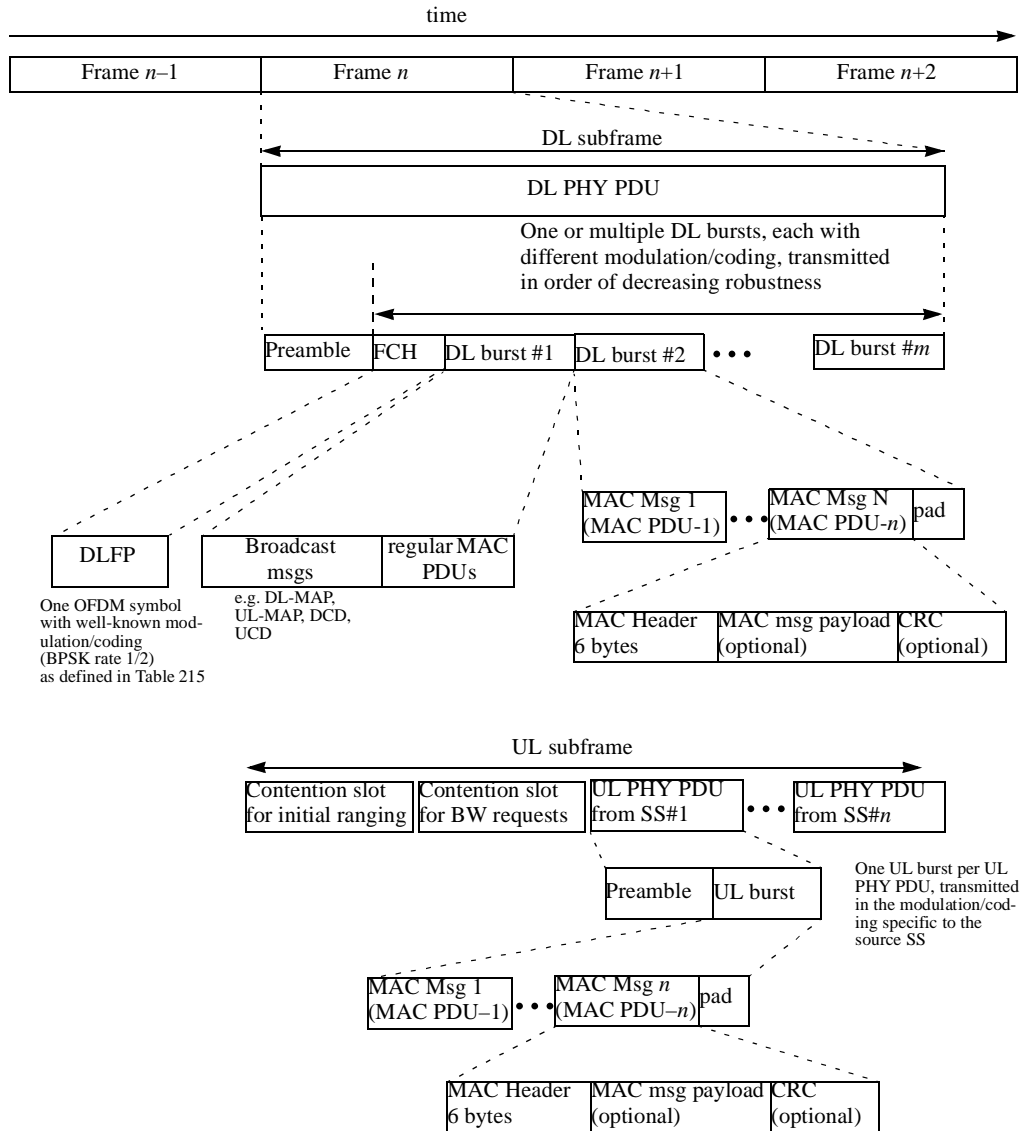 time
Frame n–1
Frame n
Frame n+1
Frame n+2
DL subframe
DL PHY PDU
One or multiple DL bursts, each with
different modulation/coding, transmitted
in order of decreasing robustness
Preamble
FCH
DL burst #1
DL burst #2
DL burst #m
MAC Msg 1
(MAC PDU-1)
MAC Msg N
(MAC PDU-n)
pad
DLFP
Broadcast
msgs
regular MAC
PDUs
One OFDM symbol
with well-known mod-
ulation/coding
(BPSK rate 1/2)
as defined in Table 215
e.g. DL-MAP,
UL-MAP, DCD,
UCD
MAC Header
6 bytes
MAC msg payload
(optional)
CRC
(optional)
UL subframe
Contention slot
for initial ranging
Contention slot
for BW requests
UL PHY PDU
from SS#1
UL PHY PDU
from SS#n
Preamble
UL burst
One UL burst per UL
PHY PDU, transmitted
in the modulation/cod-
ing specific to the
source SS
MAC Msg 1
(MAC PDU–1)
MAC Msg n
(MAC PDU–n)
pad
MAC Header
6 bytes
MAC msg payload
(optional)
CRC
(optional)